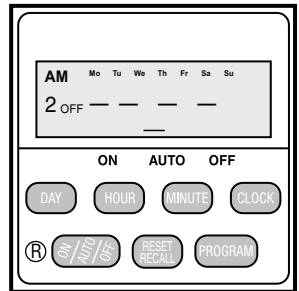 AM Mo Tu We Th Fr Sa Su
2 OFF — — — —
ON AUTO OFF
DAY HOUR MINUTE CLOCK
® ON/AUTO/OFF RESET RECALL PROGRAM